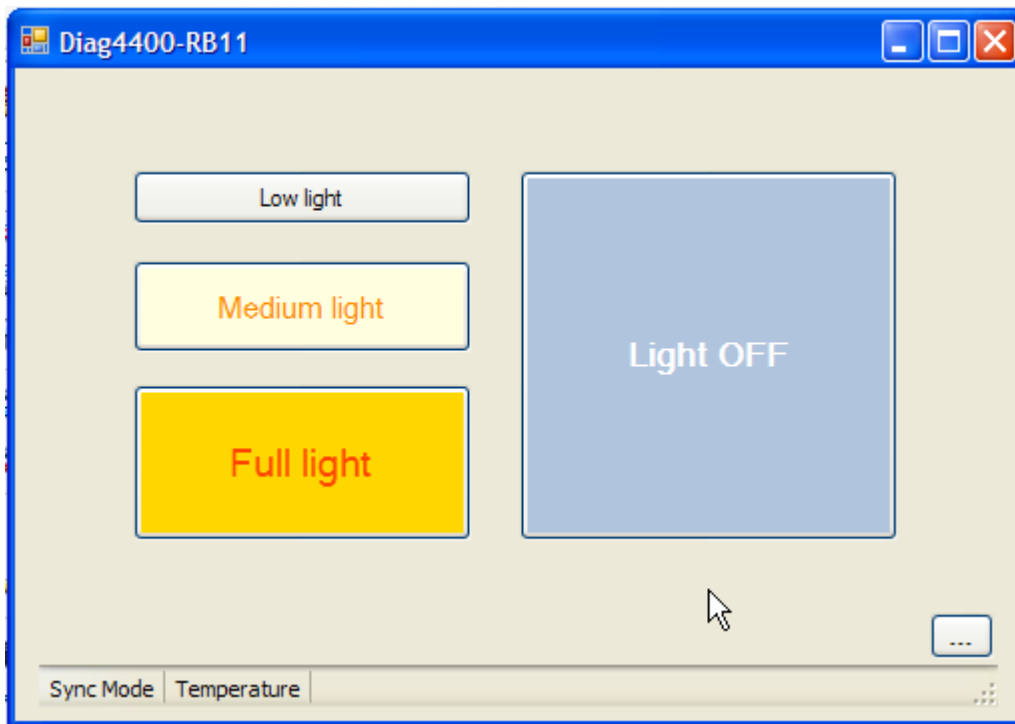 Diag4400-RB11
Low light
Medium light
Full light
Light OFF
...
Sync Mode Temperature